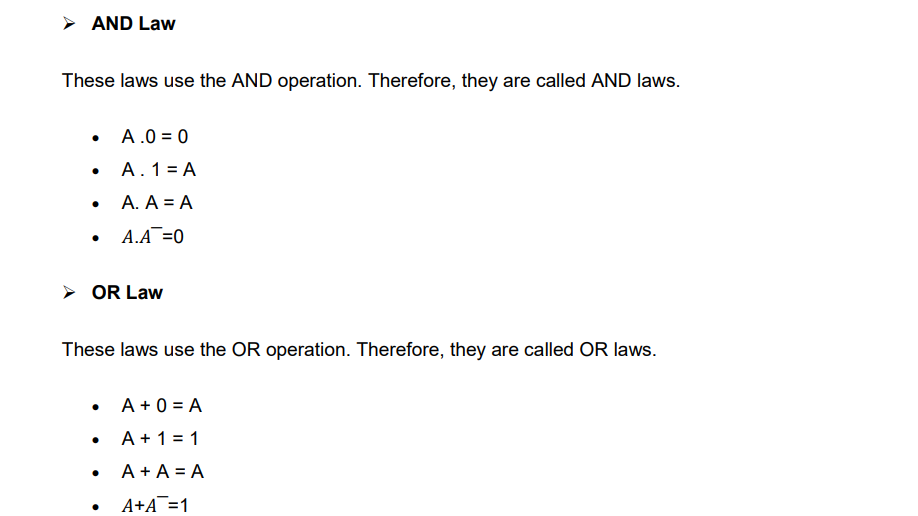 ➢ AND Law
These laws use the AND operation. Therefore, they are called AND laws.
• A .0 = 0
• A . 1 = A
• A. A = A
• A.A‾=0
➢ OR Law
These laws use the OR operation. Therefore, they are called OR laws.
• A + 0 = A
• A + 1 = 1
• A + A = A
• A+A‾=1